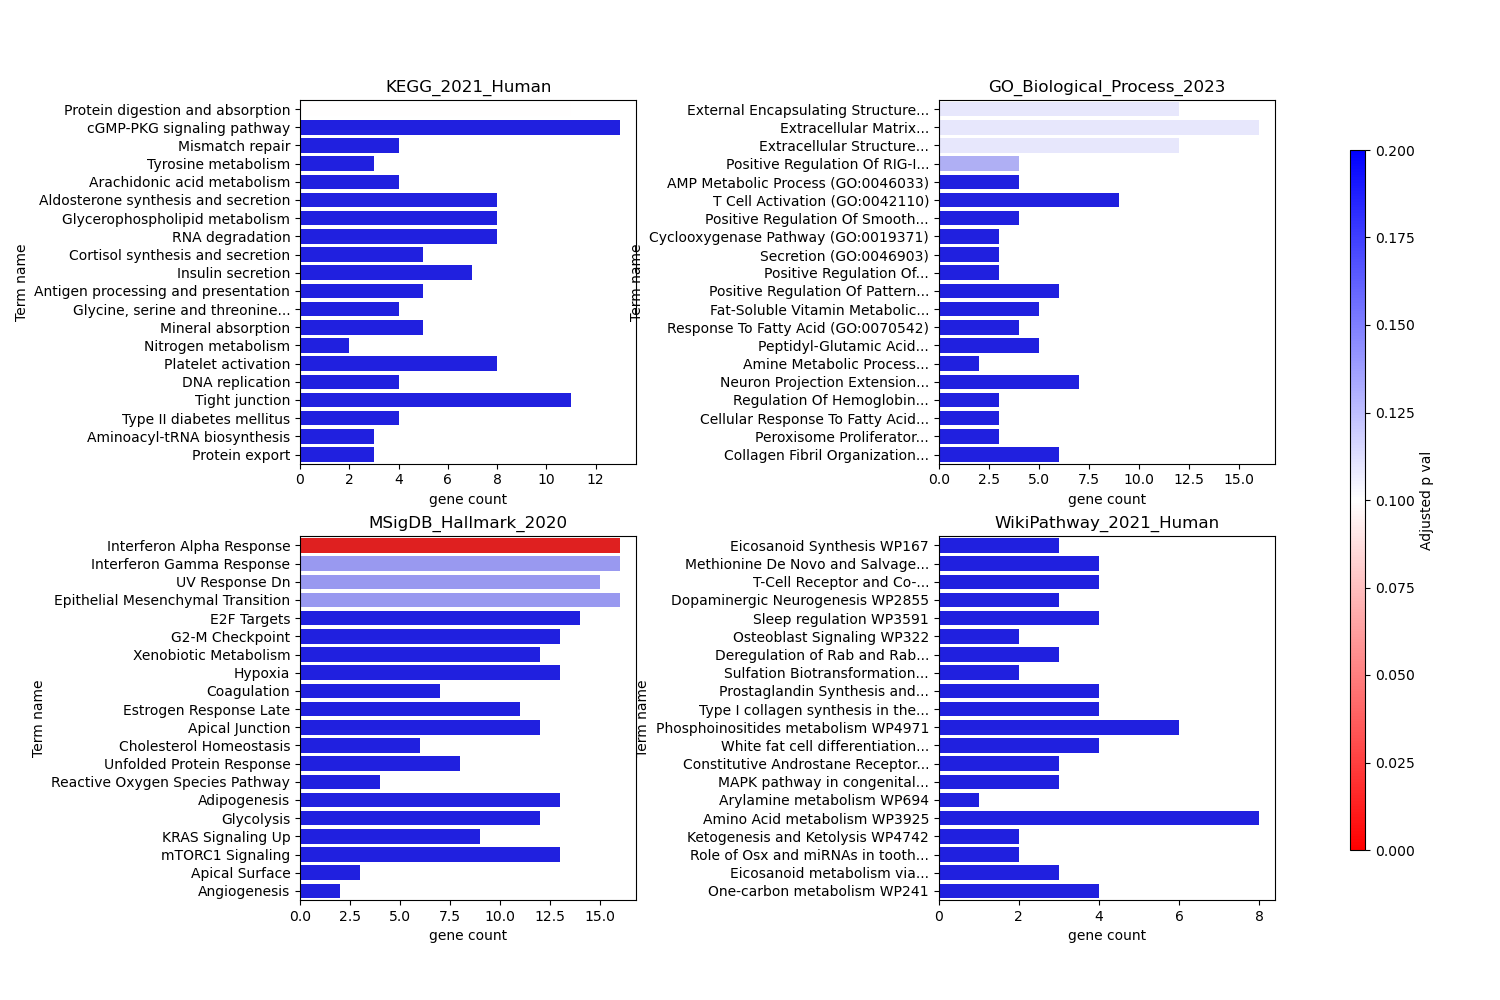 KEGG_2021_Human
Term name
Protein digestion and absorption
cGMP-PKG signaling pathway
Mismatch repair
Tyrosine metabolism
Arachidonic acid metabolism
Aldosterone synthesis and secretion
Glycerophospholipid metabolism
RNA degradation
Cortisol synthesis and secretion
Insulin secretion
Antigen processing and presentation
Glycine, serine and threonine...
Mineral absorption
Nitrogen metabolism
Platelet activation
DNA replication
Tight junction
Type II diabetes mellitus
Aminoacyl-tRNA biosynthesis
Protein export
0 2 4 6 8 10 12
gene count
GO_Biological_Process_2023
Term name
External Encapsulating Structure...
Extracellular Matrix...
Extracellular Structure...
Positive Regulation Of RIG-I...
AMP Metabolic Process (GO:0046033)
T Cell Activation (GO:0042110)
Positive Regulation Of Smooth...
Cyclooxygenase Pathway (GO:0019371)
Secretion (GO:0046903)
Positive Regulation Of...
Positive Regulation Of Pattern...
Fat-Soluble Vitamin Metabolic...
Response To Fatty Acid (GO:0070542)
Peptidyl-Glutamic Acid...
Amine Metabolic Process...
Neuron Projection Extension...
Regulation Of Hemoglobin...
Cellular Response To Fatty Acid...
Peroxisome Proliferator...
Collagen Fibril Organization...
0.0 2.5 5.0 7.5 10.0 12.5 15.0
gene count
MSigDB_Hallmark_2020
Term name
Interferon Alpha Response
Interferon Gamma Response
UV Response Dn
Epithelial Mesenchymal Transition
E2F Targets
G2-M Checkpoint
Xenobiotic Metabolism
Hypoxia
Coagulation
Estrogen Response Late
Apical Junction
Cholesterol Homeostasis
Unfolded Protein Response
Reactive Oxygen Species Pathway
Adipogenesis
Glycolysis
KRAS Signaling Up
mTORC1 Signaling
Apical Surface
Angiogenesis
0.0 2.5 5.0 7.5 10.0 12.5 15.0
gene count
WikiPathway_2021_Human
Term name
Eicosanoid Synthesis WP167
Methionine De Novo and Salvage...
T-Cell Receptor and Co-...
Dopaminergic Neurogenesis WP2855
Sleep regulation WP3591
Osteoblast Signaling WP322
Deregulation of Rab and Rab...
Sulfation Biotransformation...
Prostaglandin Synthesis and...
Type I collagen synthesis in the...
Phosphoinositides metabolism WP4971
White fat cell differentiation...
Constitutive Androstane Receptor...
MAPK pathway in congenital...
Arylamine metabolism WP694
Amino Acid metabolism WP3925
Ketogenesis and Ketolysis WP4742
Role of Osx and miRNAs in tooth...
Eicosanoid metabolism via...
One-carbon metabolism WP241
0 2 4 6 8
gene count
0.200
0.175
0.150
0.125
0.100
0.075
0.050
0.025
0.000
Adjusted p val